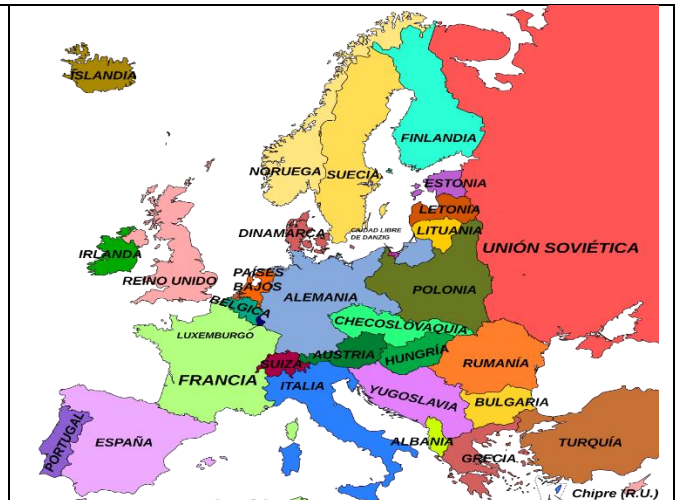 ISLANDIA
FINLANDIA
NORUEGA
SUECIA
ESTONIA
LETONIA
DINAMARCA
CIUDAD LIBRE
DE DANZIG
LITUANIA
UNIÓN SOVIÉTICA
IRLANDA
REINO UNIDO
PAÍSES
BAJOS
ALEMANIA
POLONIA
BÉLGICA
CHECOSLOVAQUIA
LUXEMBURGO
AUSTRIA
HUNGRÍA
SUIZA
RUMANÍA
FRANCIA
ITALIA
YUGOSLAVIA
BULGARIA
PORTUGAL
ESPAÑA
ALBANIA
GRECIA
TURQUÍA
Chipre (R.U.)